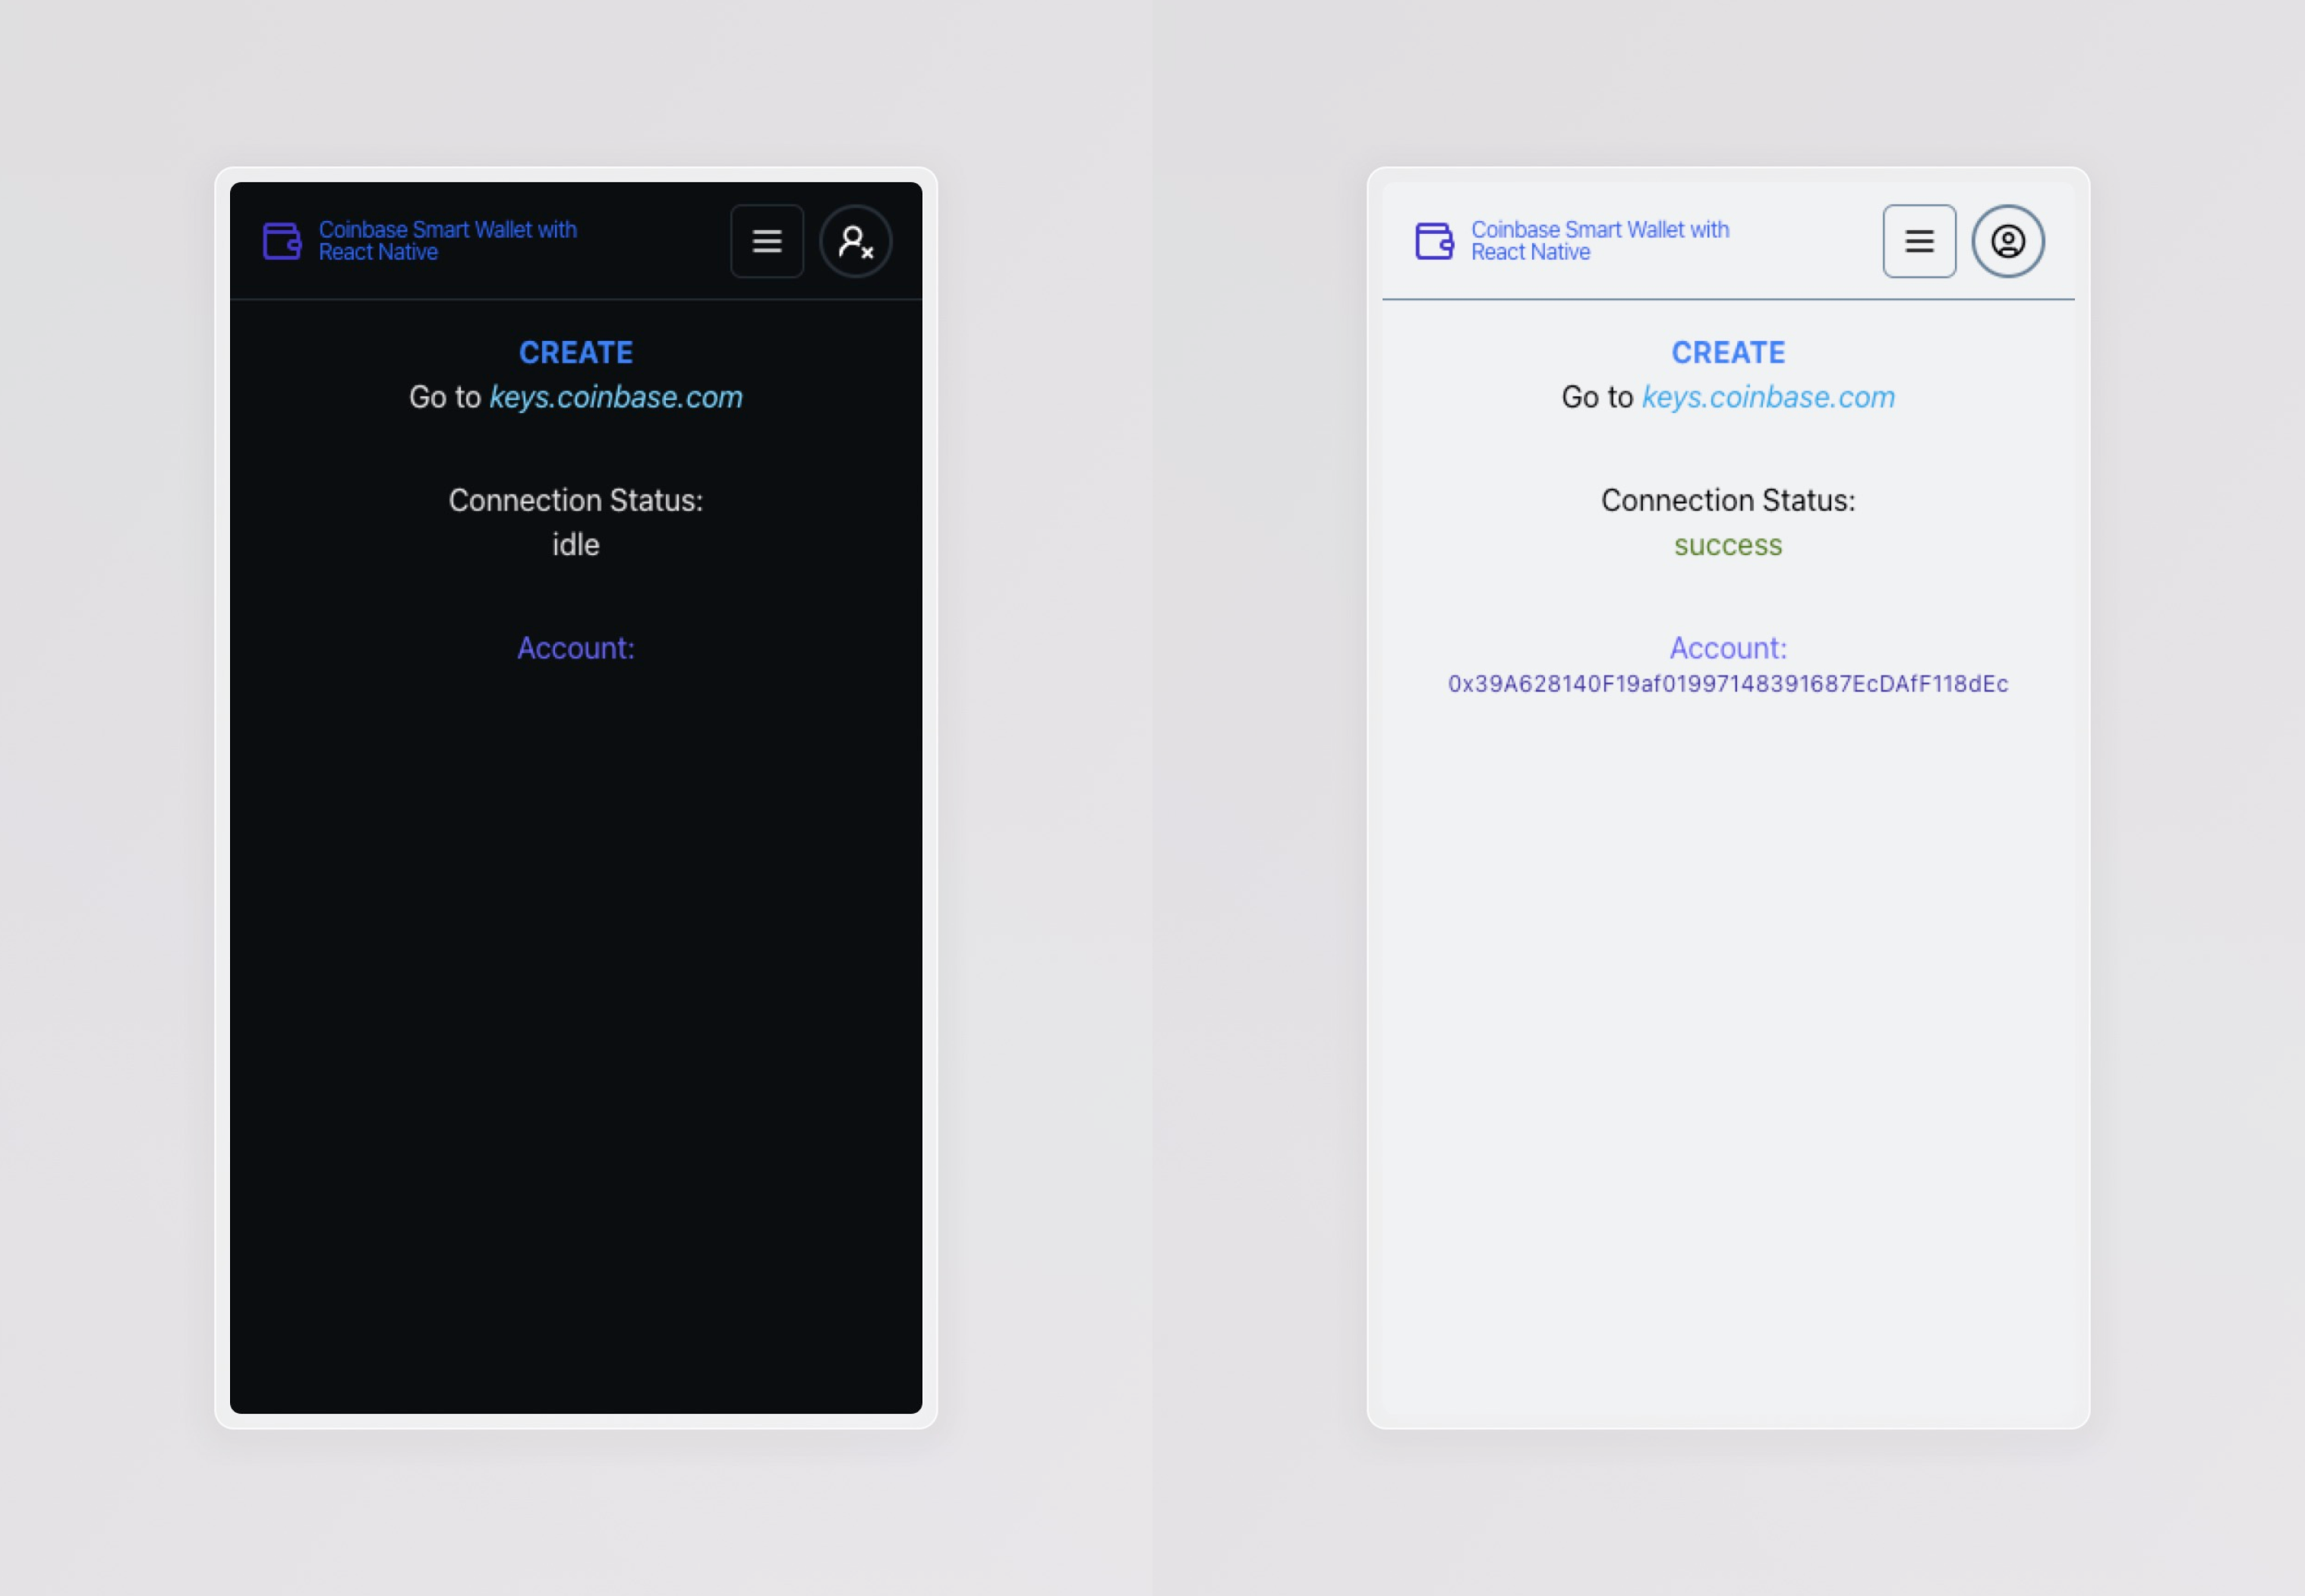 Coinbase Smart Wallet with
React Native
CREATE
Go to keys.coinbase.com
Connection Status:
idle
Account:
Coinbase Smart Wallet with
React Native
CREATE
Go to keys.coinbase.com
Connection Status:
success
Account:
0x39A628140F19af01997148391687EcDAfF118dEc